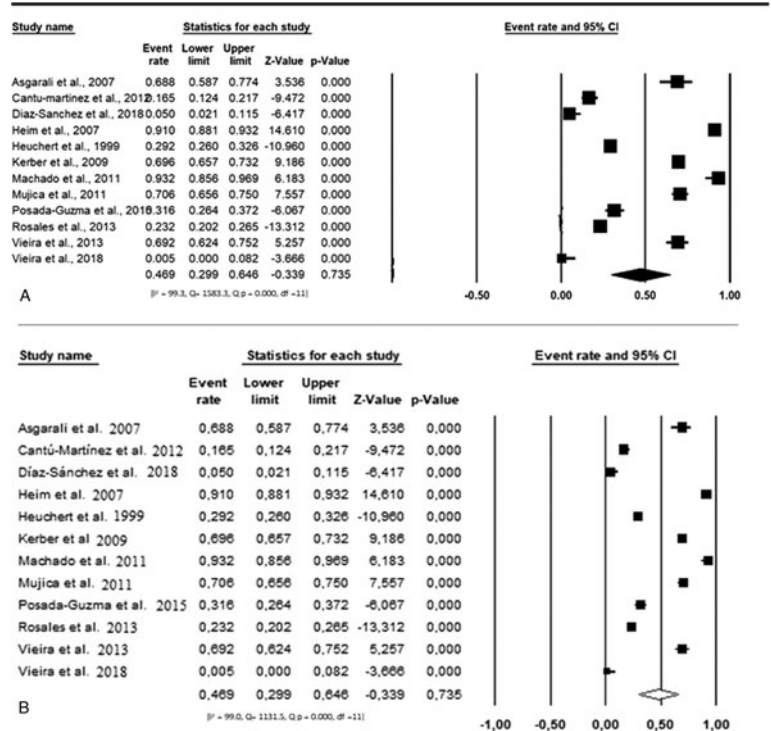 Study name Statistics for each study Event rate and 95% CI
Event Lower Upper
rate limit limit Z-Value p-Value
Asgarali et al., 2007 0.688 0.587 0.774 3.536 0.000
Cantu-martinez et al., 2012 0.165 0.124 0.217 -9.472 0.000
Diaz-Sanchez et al., 2018 0.050 0.021 0.115 -6.417 0.000
Heim et al., 2007 0.910 0.881 0.932 14.610 0.000
Heuchert et al., 1999 0.292 0.260 0.326 -10.960 0.000
Kerber et al., 2009 0.696 0.657 0.732 9.186 0.000
Machado et al., 2011 0.932 0.856 0.969 6.183 0.000
Mujica et al., 2011 0.706 0.656 0.750 7.557 0.000
Posada-Guzma et al., 0.316 0.264 0.372 -6.067 0.000
Rosales et al., 2013 0.232 0.202 0.265 -13.312 0.000
Vieira et al., 2013 0.692 0.624 0.752 5.257 0.000
Vieira et al., 2018 0.005 0.000 0.082 -3.666 0.000
0.469 0.299 0.646 -0.339 0.735
A
[I² = 99.3, Q= 1583.3, Q p = 0.000, df =11]
-0.50 0.00 0.50 1.00
Study name Statistics for each study Event rate and 95% CI
Event Lower Upper
rate limit limit Z-Value p-Value
Asgarali et al. 2007 0,688 0,587 0,774 3,536 0,000
Cantú-Martínez et al. 2012 0,165 0,124 0,217 -9,472 0,000
Díaz-Sánchez et al. 2018 0,050 0,021 0,115 -6,417 0,000
Heim et al. 2007 0,910 0,881 0,932 14,610 0,000
Heuchert et al. 1999 0,292 0,260 0,326 -10,960 0,000
Kerber et al 2009 0,696 0,657 0,732 9,186 0,000
Machado et al. 2011 0,932 0,856 0,969 6,183 0,000
Mujica et al. 2011 0,706 0,656 0,750 7,557 0,000
Posada-Guzma et al. 2015 0,316 0,264 0,372 -6,067 0,000
Rosales et al. 2013 0,232 0,202 0,265 -13,312 0,000
Vieira et al. 2013 0,692 0,624 0,752 5,257 0,000
Vieira et al. 2018 0,005 0,000 0,082 -3,666 0,000
0,469 0,299 0,646 -0,339 0,735
B
[I² = 99.0, Q= 1131.5, Q p = 0.000, df =11]
-1,00 -0,50 0,00 0,50 1,00